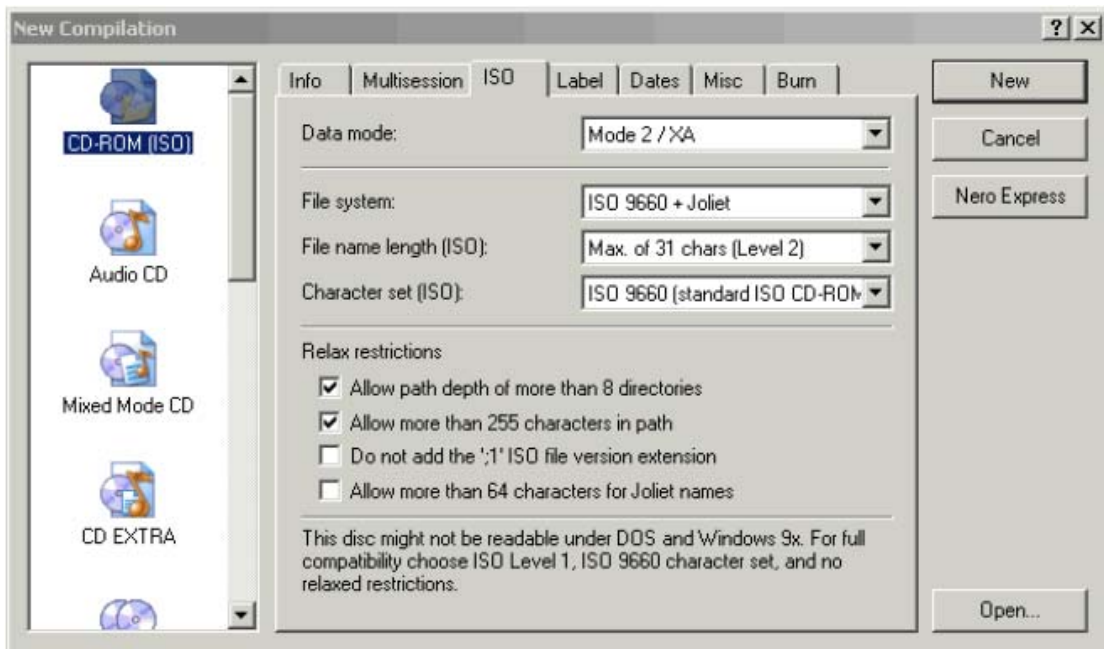 New Compilation
CD-ROM (ISO)
Audio CD
Mixed Mode CD
CD EXTRA
Info Multisession ISO Label Dates Misc Burn
Data mode: Mode 2 / XA
File system: ISO 9660 + Joliet
File name length (ISO): Max. of 31 chars (Level 2)
Character set (ISO): ISO 9660 (standard ISO CD-ROM
Relax restrictions
Allow path depth of more than 8 directories
Allow more than 255 characters in path
Do not add the ';1' ISO file version extension
Allow more than 64 characters for Joliet names
This disc might not be readable under DOS and Windows 9x. For full
compatibility choose ISO Level 1, ISO 9660 character set, and no
relaxed restrictions.
New
Cancel
Nero Express
Open...